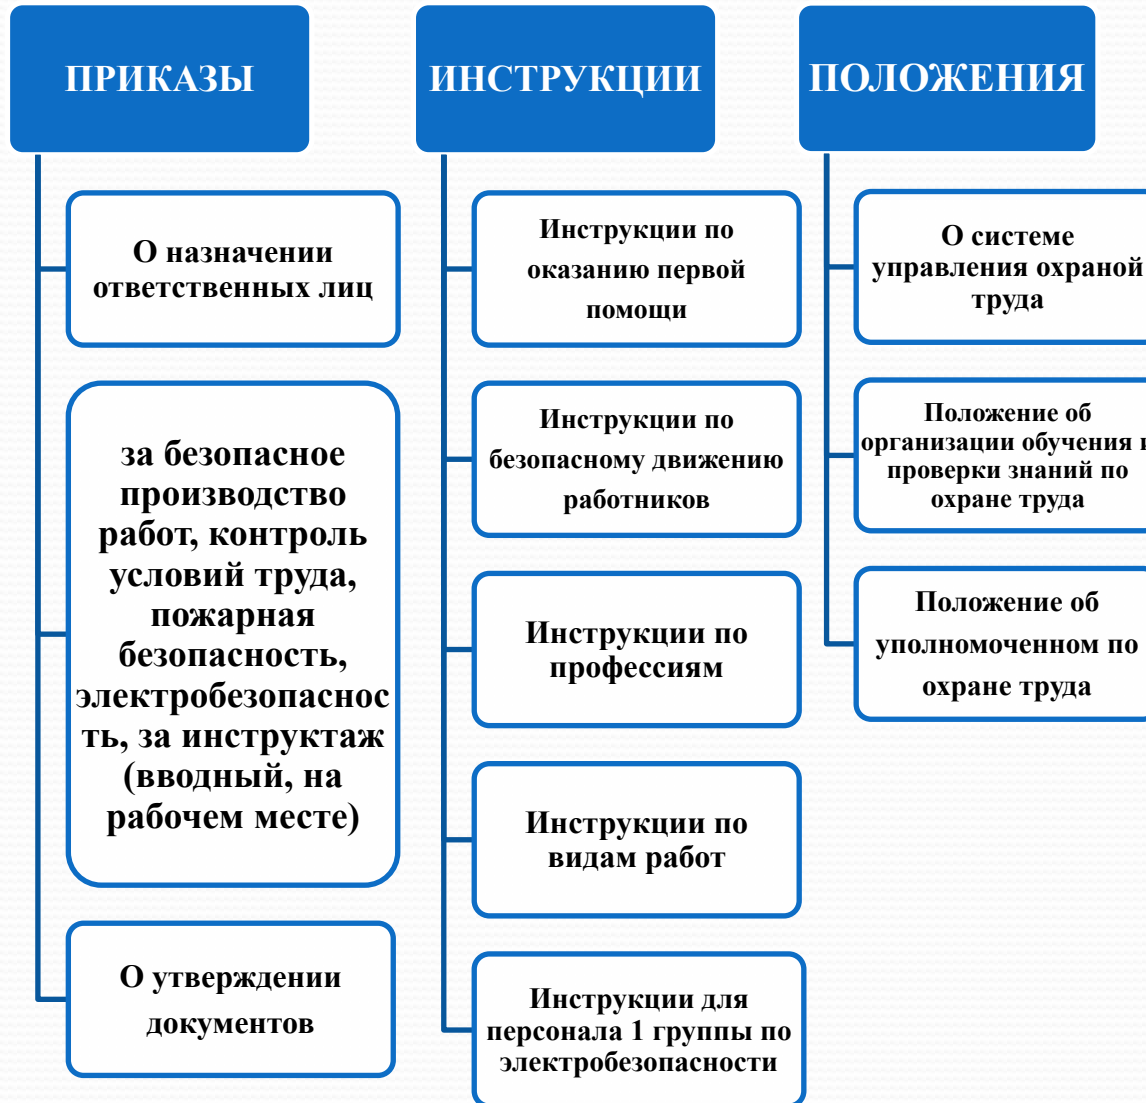 ПРИКАЗЫ
О назначении
ответственных лиц
за безопасное
производство
работ, контроль
условий труда,
пожарная
безопасность,
электробезопаснос
ть, за инструктаж
(вводный, на
рабочем месте)
О утверждении
документов
ИНСТРУКЦИИ
Инструкции по
оказанию первой
помощи
Инструкции по
безопасному движению
работников
Инструкции по
профессиям
Инструкции по
видам работ
Инструкции для
персонала 1 группы по
электробезопасности
ПОЛОЖЕНИЯ
О системе
управления охраной
труда
Положение об
организации обучения и
проверки знаний по
охране труда
Положение об
уполномоченном по
охране труда